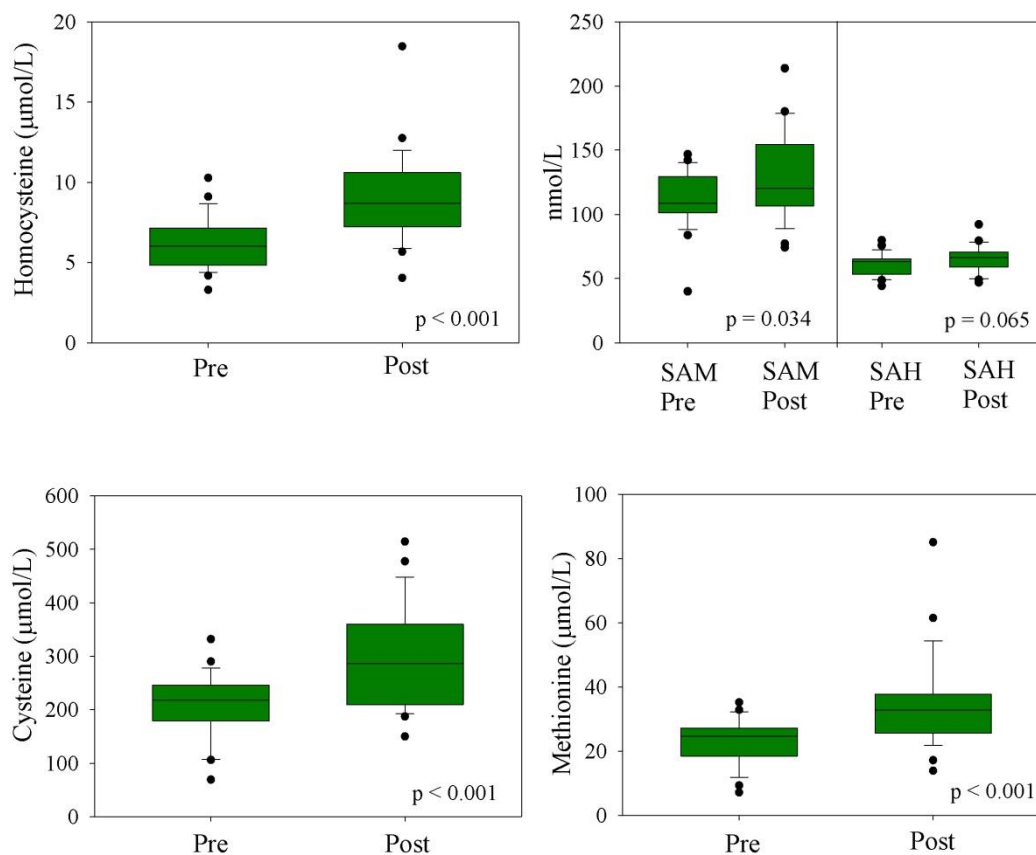 Homocysteine (µmol/L)
20
15
10
5
0
p < 0.001
Pre
Post
nmol/L
250
200
150
100
50
0
p = 0.034
p = 0.065
SAM
Pre
SAM
Post
SAH
Pre
SAH
Post
Cysteine (µmol/L)
600
500
400
300
200
100
0
p < 0.001
Pre
Post
Methionine (µmol/L)
100
80
60
40
20
0
p < 0.001
Pre
Post